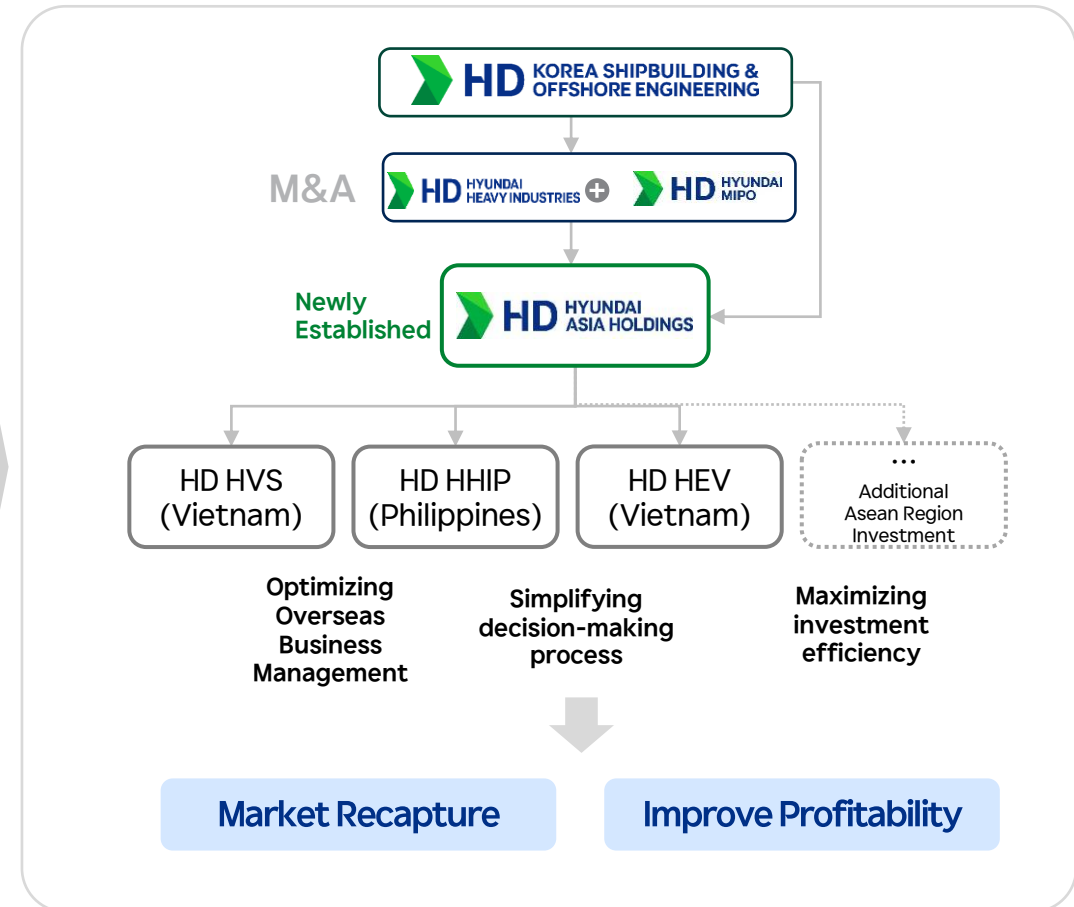 HD KOREA SHIPBUILDING &
OFFSHORE ENGINEERING
M&A
HD HYUNDAI
HEAVY INDUSTRIES
+
HD HYUNDAI
MIPO
Newly
Established
HD HYUNDAI
ASIA HOLDINGS
HD HVS
(Vietnam)
HD HHIP
(Philippines)
HD HEV
(Vietnam)
...
Additional
Asean Region
Investment
Optimizing
Overseas
Business
Management
Simplifying
decision-making
process
Maximizing
investment
efficiency
Market Recapture
Improve Profitability